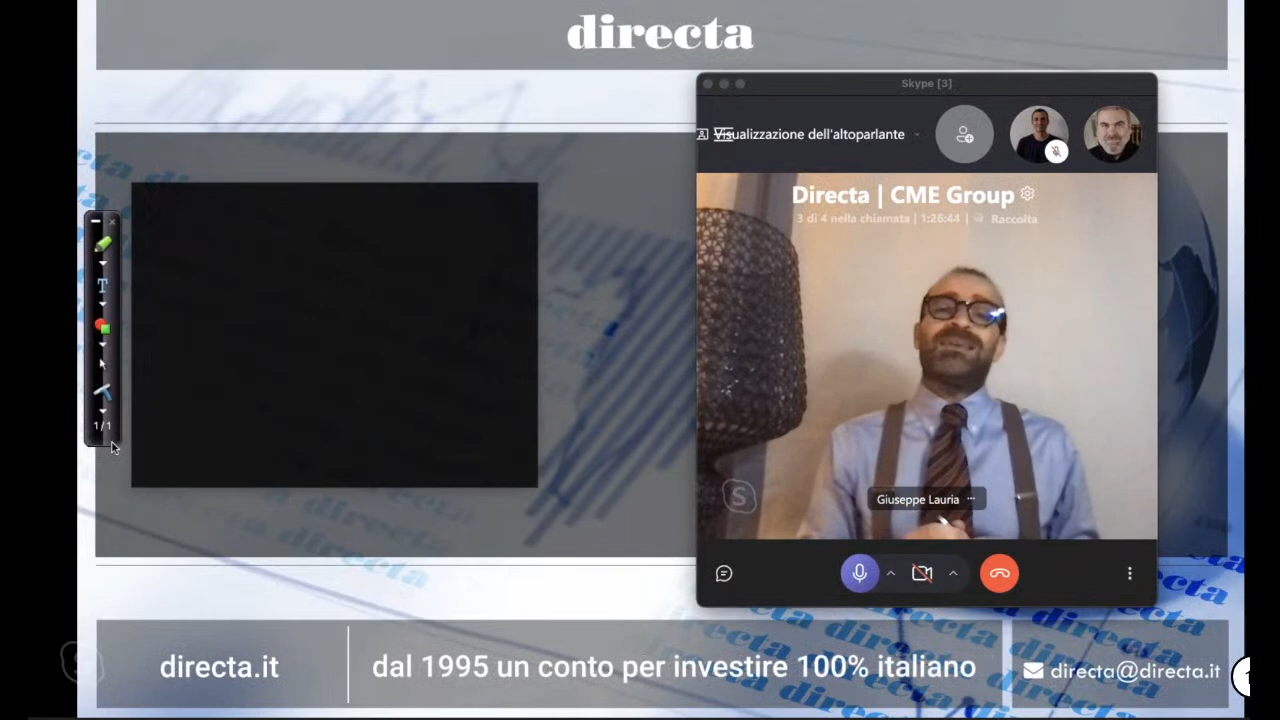 directa
Skype [3]
Visualizzazione dell'altoparlante
Directa | CME Group
3 di 4 nella chiamata | 1:26:44 | Raccolta
T
1/1
Giuseppe Lauria
directa.it
dal 1995 un conto per investire 100% italiano
directa@directa.it